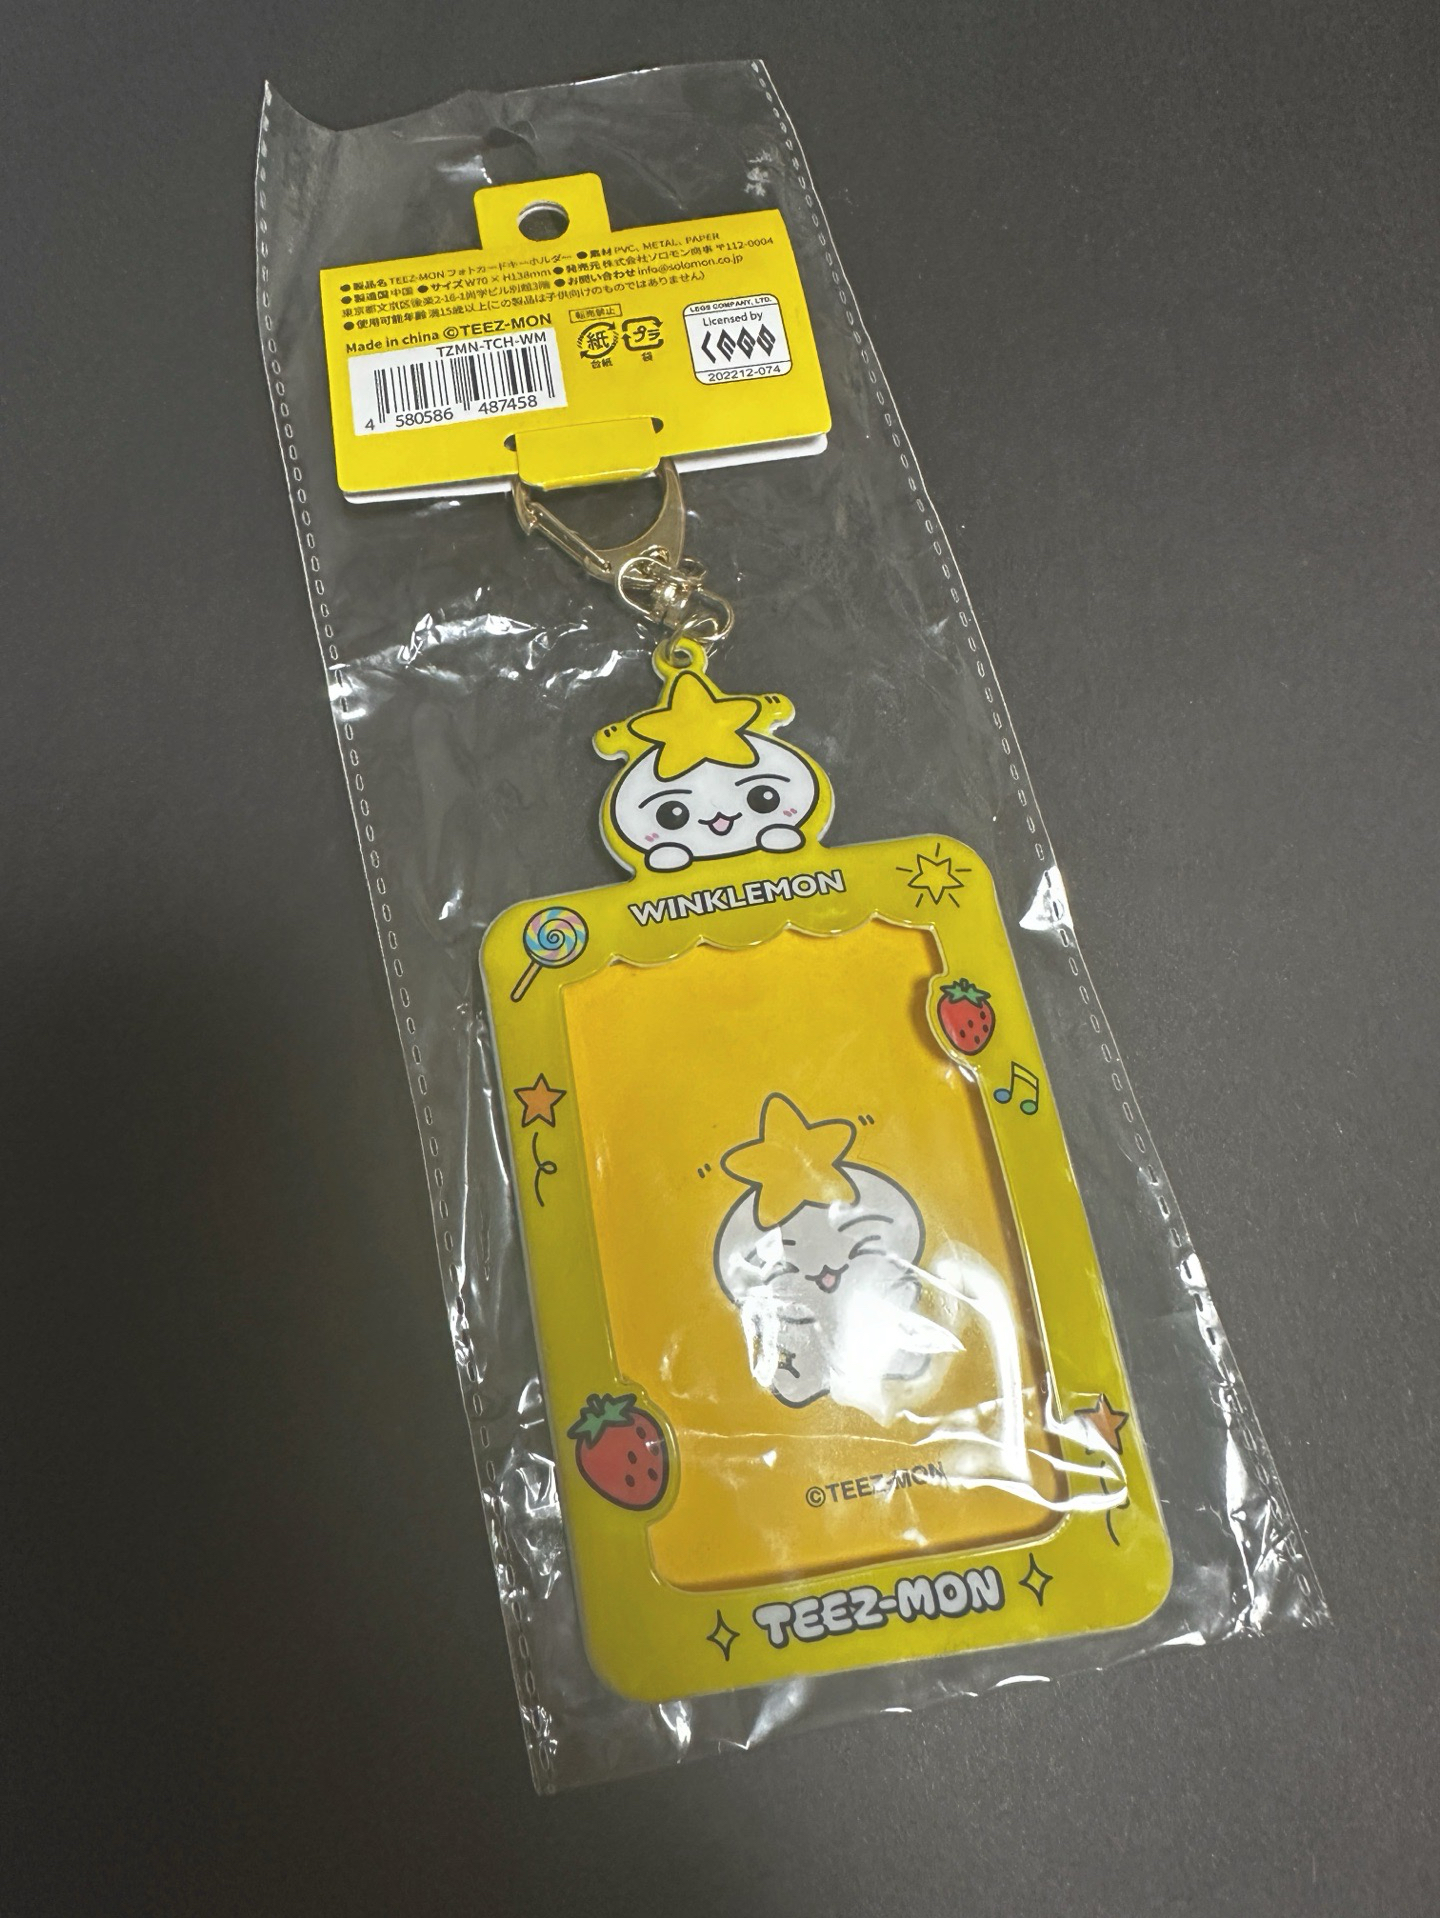 ●製品名 TEEZ-MON フォトカードキーホルダー ●素材 PVC、METAL、PAPER
●製造国 中国 ●サイズ W70×H138mm ●発売元 株式会社ソロモン商事 〒112-0004
東京都文京区後楽2-16-1尚学ビル別館3階 ●お問い合わせ info@solomon.co.jp
●使用可能年齢 満15歳以上(この製品は子供向けのものではありません)
Made in china ©TEEZ-MON
TZMN-TCH-WM
4 580586 487458
転売禁止
紙
台紙
プラ
袋
LEGS COMPANY, LTD.
Licensed by
202212-074
WINKLEMON
©TEEZ-MON
TEEZ-MON